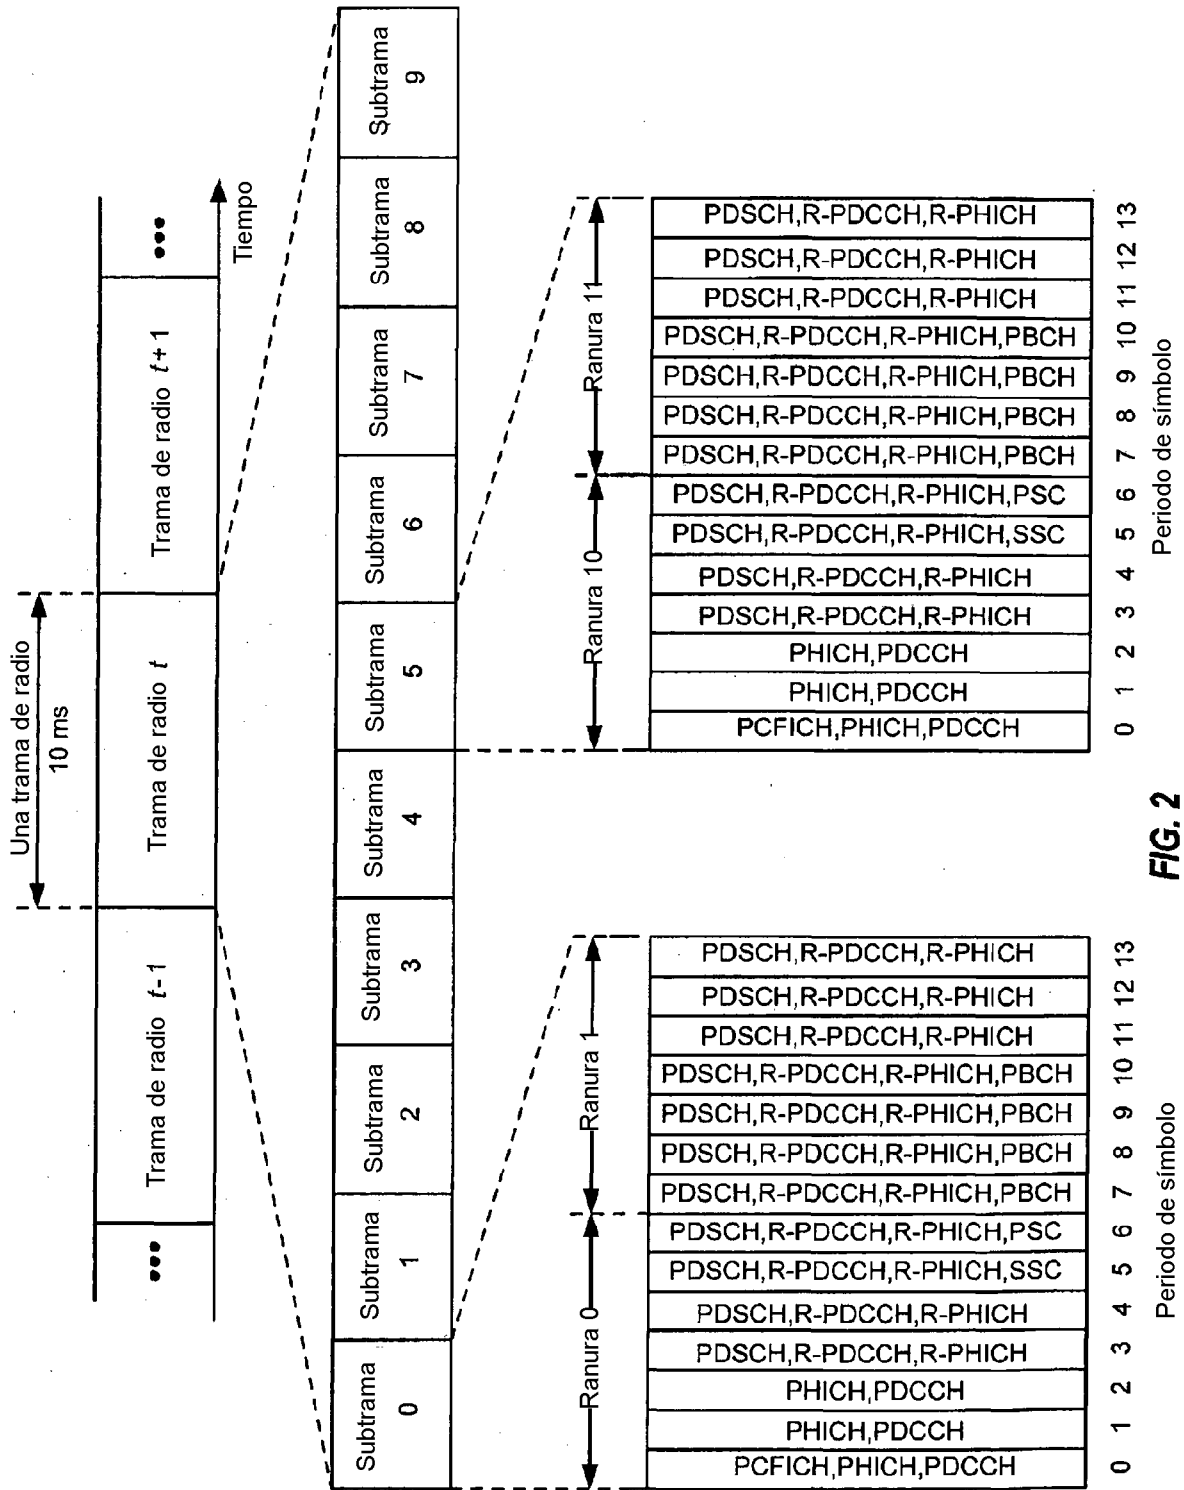 Una trama de radio
10 ms
••• Trama de radio t-1 Trama de radio t Trama de radio t+1 •••
Tiempo
Subtrama 0
Subtrama 1
Subtrama 2
Subtrama 3
Subtrama 4
Subtrama 5
Subtrama 6
Subtrama 7
Subtrama 8
Subtrama 9
Ranura 0
Ranura 1
PCFICH,PHICH,PDCCH
PHICH,PDCCH
PHICH,PDCCH
PDSCH,R-PDCCH,R-PHICH
PDSCH,R-PDCCH,R-PHICH
PDSCH,R-PDCCH,R-PHICH,SSC
PDSCH,R-PDCCH,R-PHICH,PSC
PDSCH,R-PDCCH,R-PHICH,PBCH
PDSCH,R-PDCCH,R-PHICH,PBCH
PDSCH,R-PDCCH,R-PHICH,PBCH
PDSCH,R-PDCCH,R-PHICH,PBCH
PDSCH,R-PDCCH,R-PHICH
PDSCH,R-PDCCH,R-PHICH
PDSCH,R-PDCCH,R-PHICH
0 1 2 3 4 5 6 7 8 9 10 11 12 13
Periodo de símbolo
Ranura 10
Ranura 11
PCFICH,PHICH,PDCCH
PHICH,PDCCH
PHICH,PDCCH
PDSCH,R-PDCCH,R-PHICH
PDSCH,R-PDCCH,R-PHICH
PDSCH,R-PDCCH,R-PHICH,SSC
PDSCH,R-PDCCH,R-PHICH,PSC
PDSCH,R-PDCCH,R-PHICH,PBCH
PDSCH,R-PDCCH,R-PHICH,PBCH
PDSCH,R-PDCCH,R-PHICH,PBCH
PDSCH,R-PDCCH,R-PHICH,PBCH
PDSCH,R-PDCCH,R-PHICH
PDSCH,R-PDCCH,R-PHICH
PDSCH,R-PDCCH,R-PHICH
0 1 2 3 4 5 6 7 8 9 10 11 12 13
Periodo de símbolo
FIG. 2